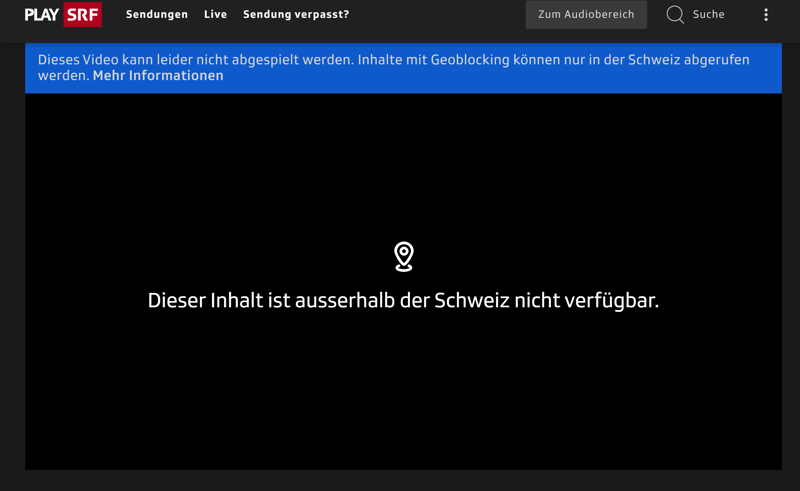 PLAY SRF Sendungen Live Sendung verpasst? Zum Audiobereich Suche
Dieses Video kann leider nicht abgespielt werden. Inhalte mit Geoblocking können nur in der Schweiz abgerufen
werden. Mehr Informationen
Dieser Inhalt ist ausserhalb der Schweiz nicht verfügbar.